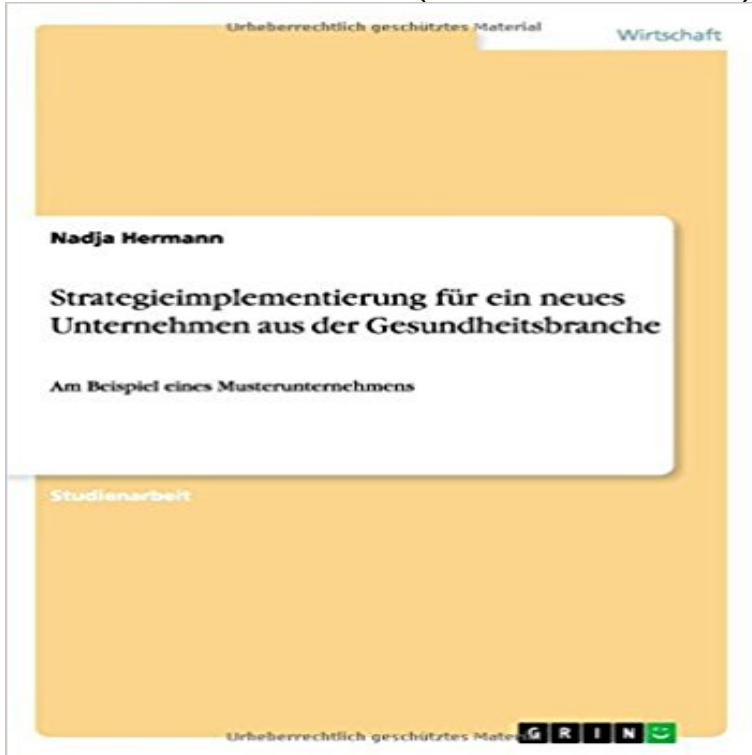 Urheberrechtlich geschütztes Material
Wirtschaft
Nadja Hermann
Strategieimplementierung für ein neues
Unternehmen aus der Gesundheitsbranche
Am Beispiel eines Musterunternehmens
Studienarbeit
Urheberrechtlich geschütztes
GRIN